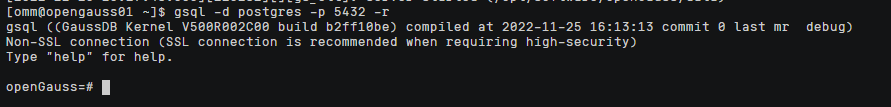 [omm@opengauss01 ~]$ gsql -d postgres -p 5432 -r
gsql ((GaussDB Kernel V500R002C00 build b2ff10be) compiled at 2022-11-25 16:13:13 commit 0 last mr  debug)
Non-SSL connection (SSL connection is recommended when requiring high-security)
Type "help" for help.
openGauss=#